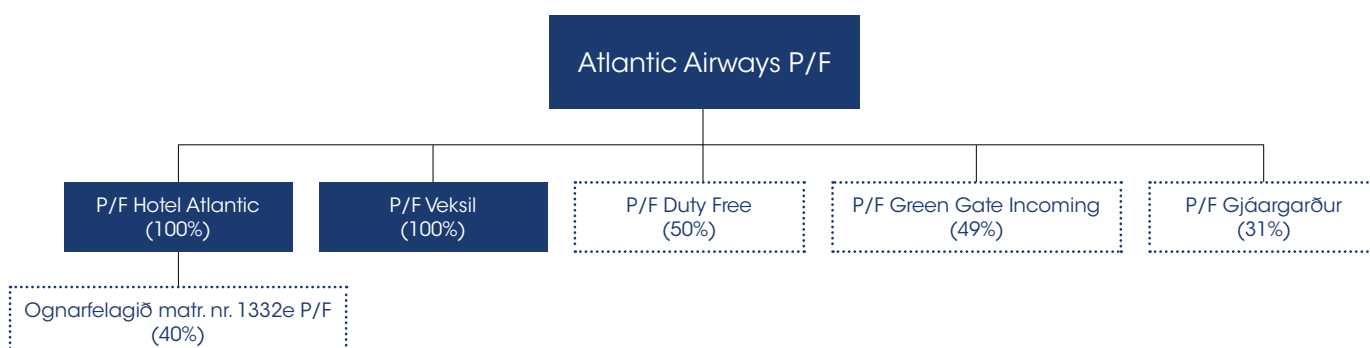 Atlantic Airways P/F
P/F Hotel Atlantic
(100%)
P/F Veksil
(100%)
P/F Duty Free
(50%)
P/F Green Gate Incoming
(49%)
P/F Gjáargarður
(31%)
Ognarfelagið matr. nr. 1332e P/F
(40%)